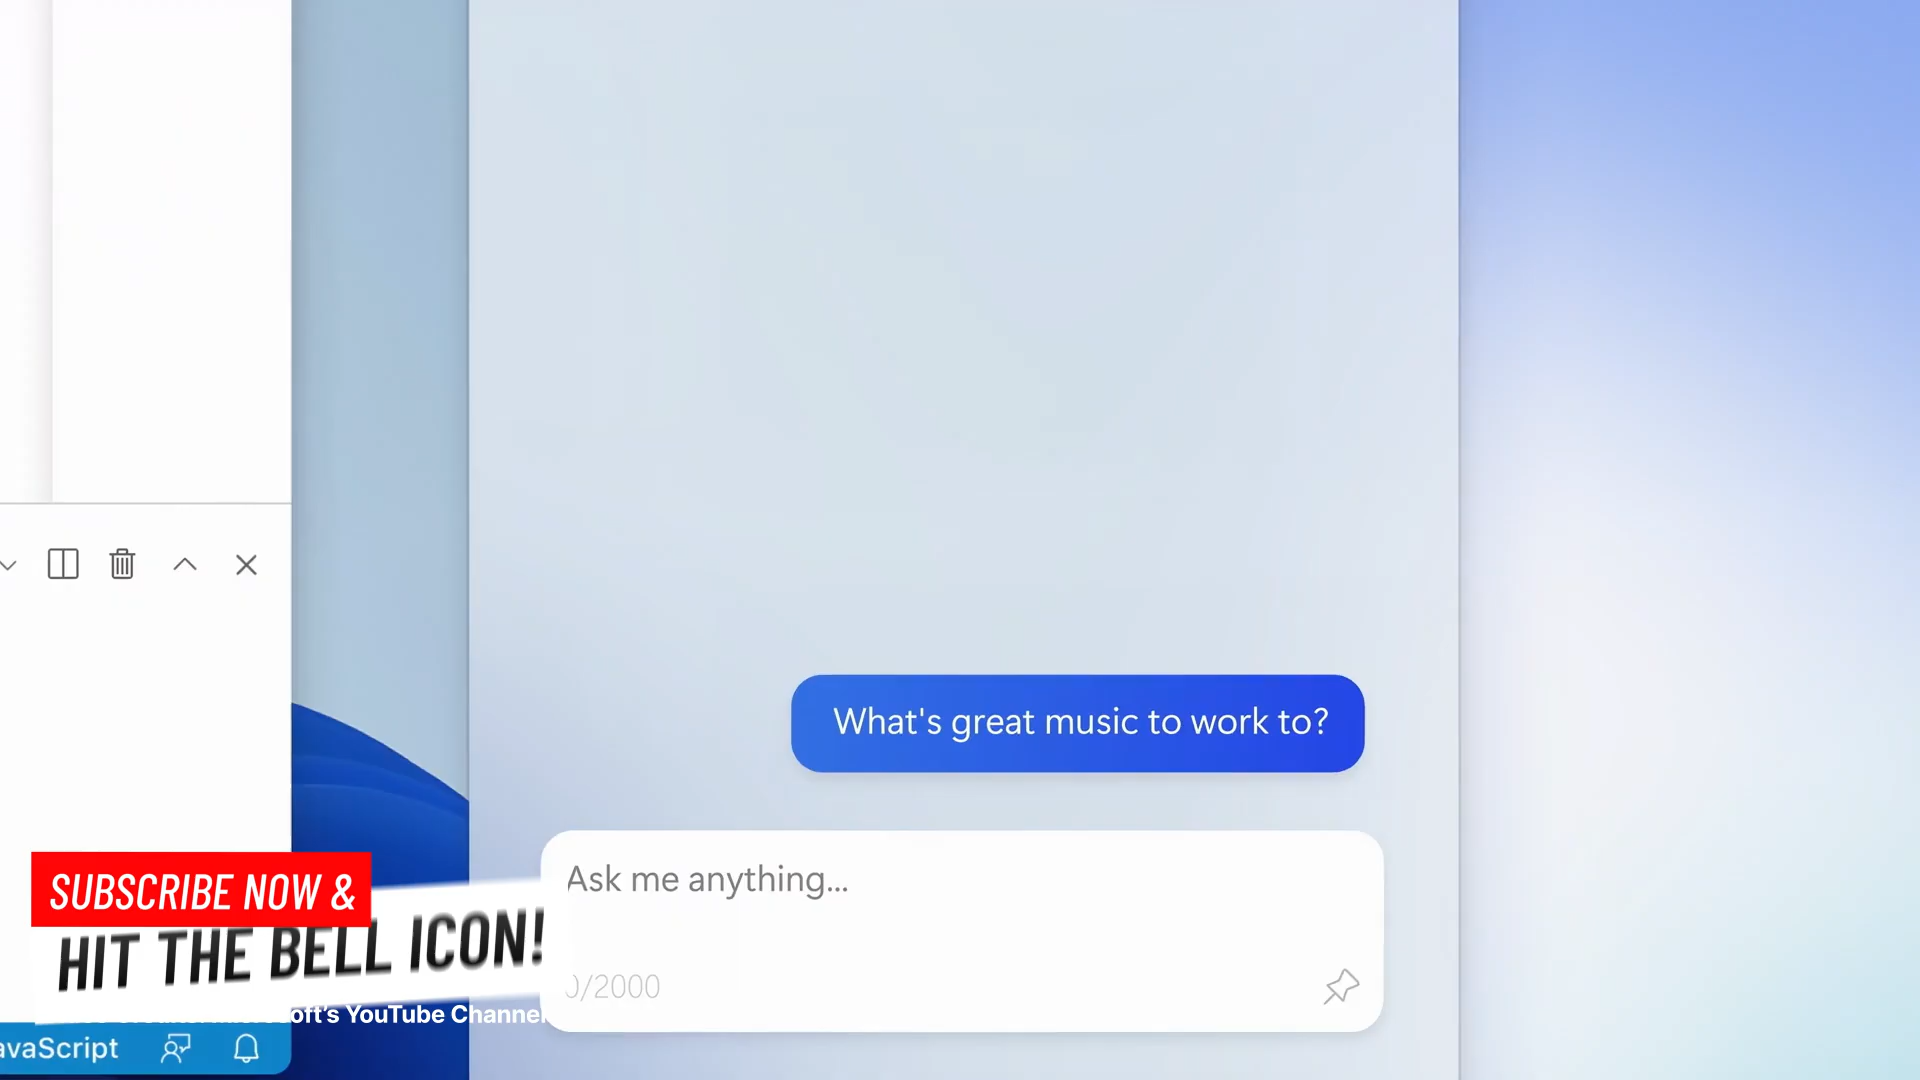 What's great music to work to?
Ask me anything...
0/2000
SUBSCRIBE NOW &
HIT THE BELL ICON!
YouTube Channel
avaScript